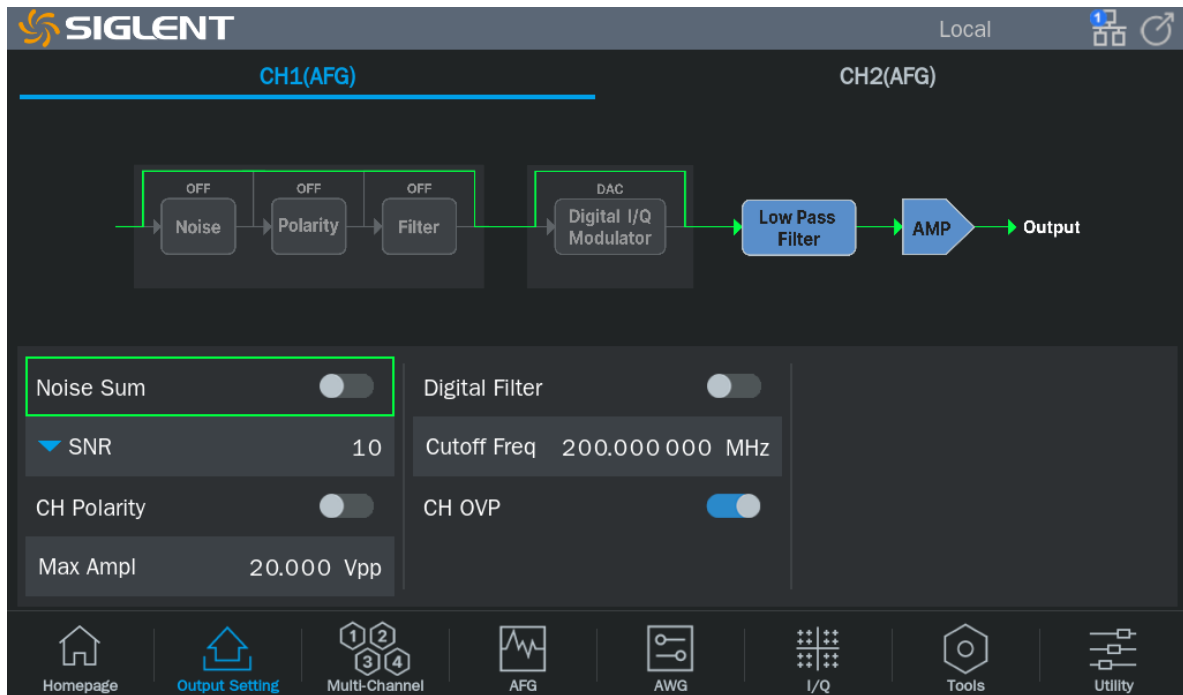 SIGLENT
Local
1
CH1(AFG)
CH2(AFG)
OFF
OFF
OFF
DAC
Noise
Polarity
Filter
Digital I/Q
Modulator
Low Pass
Filter
AMP
Output
Noise Sum
Digital Filter
SNR 10
Cutoff Freq 200.000 000 MHz
CH Polarity
CH OVP
Max Ampl 20.000 Vpp
1 2
3 4
Homepage
Output Setting
Multi-Channel
AFG
AWG
I/Q
Tools
Utility